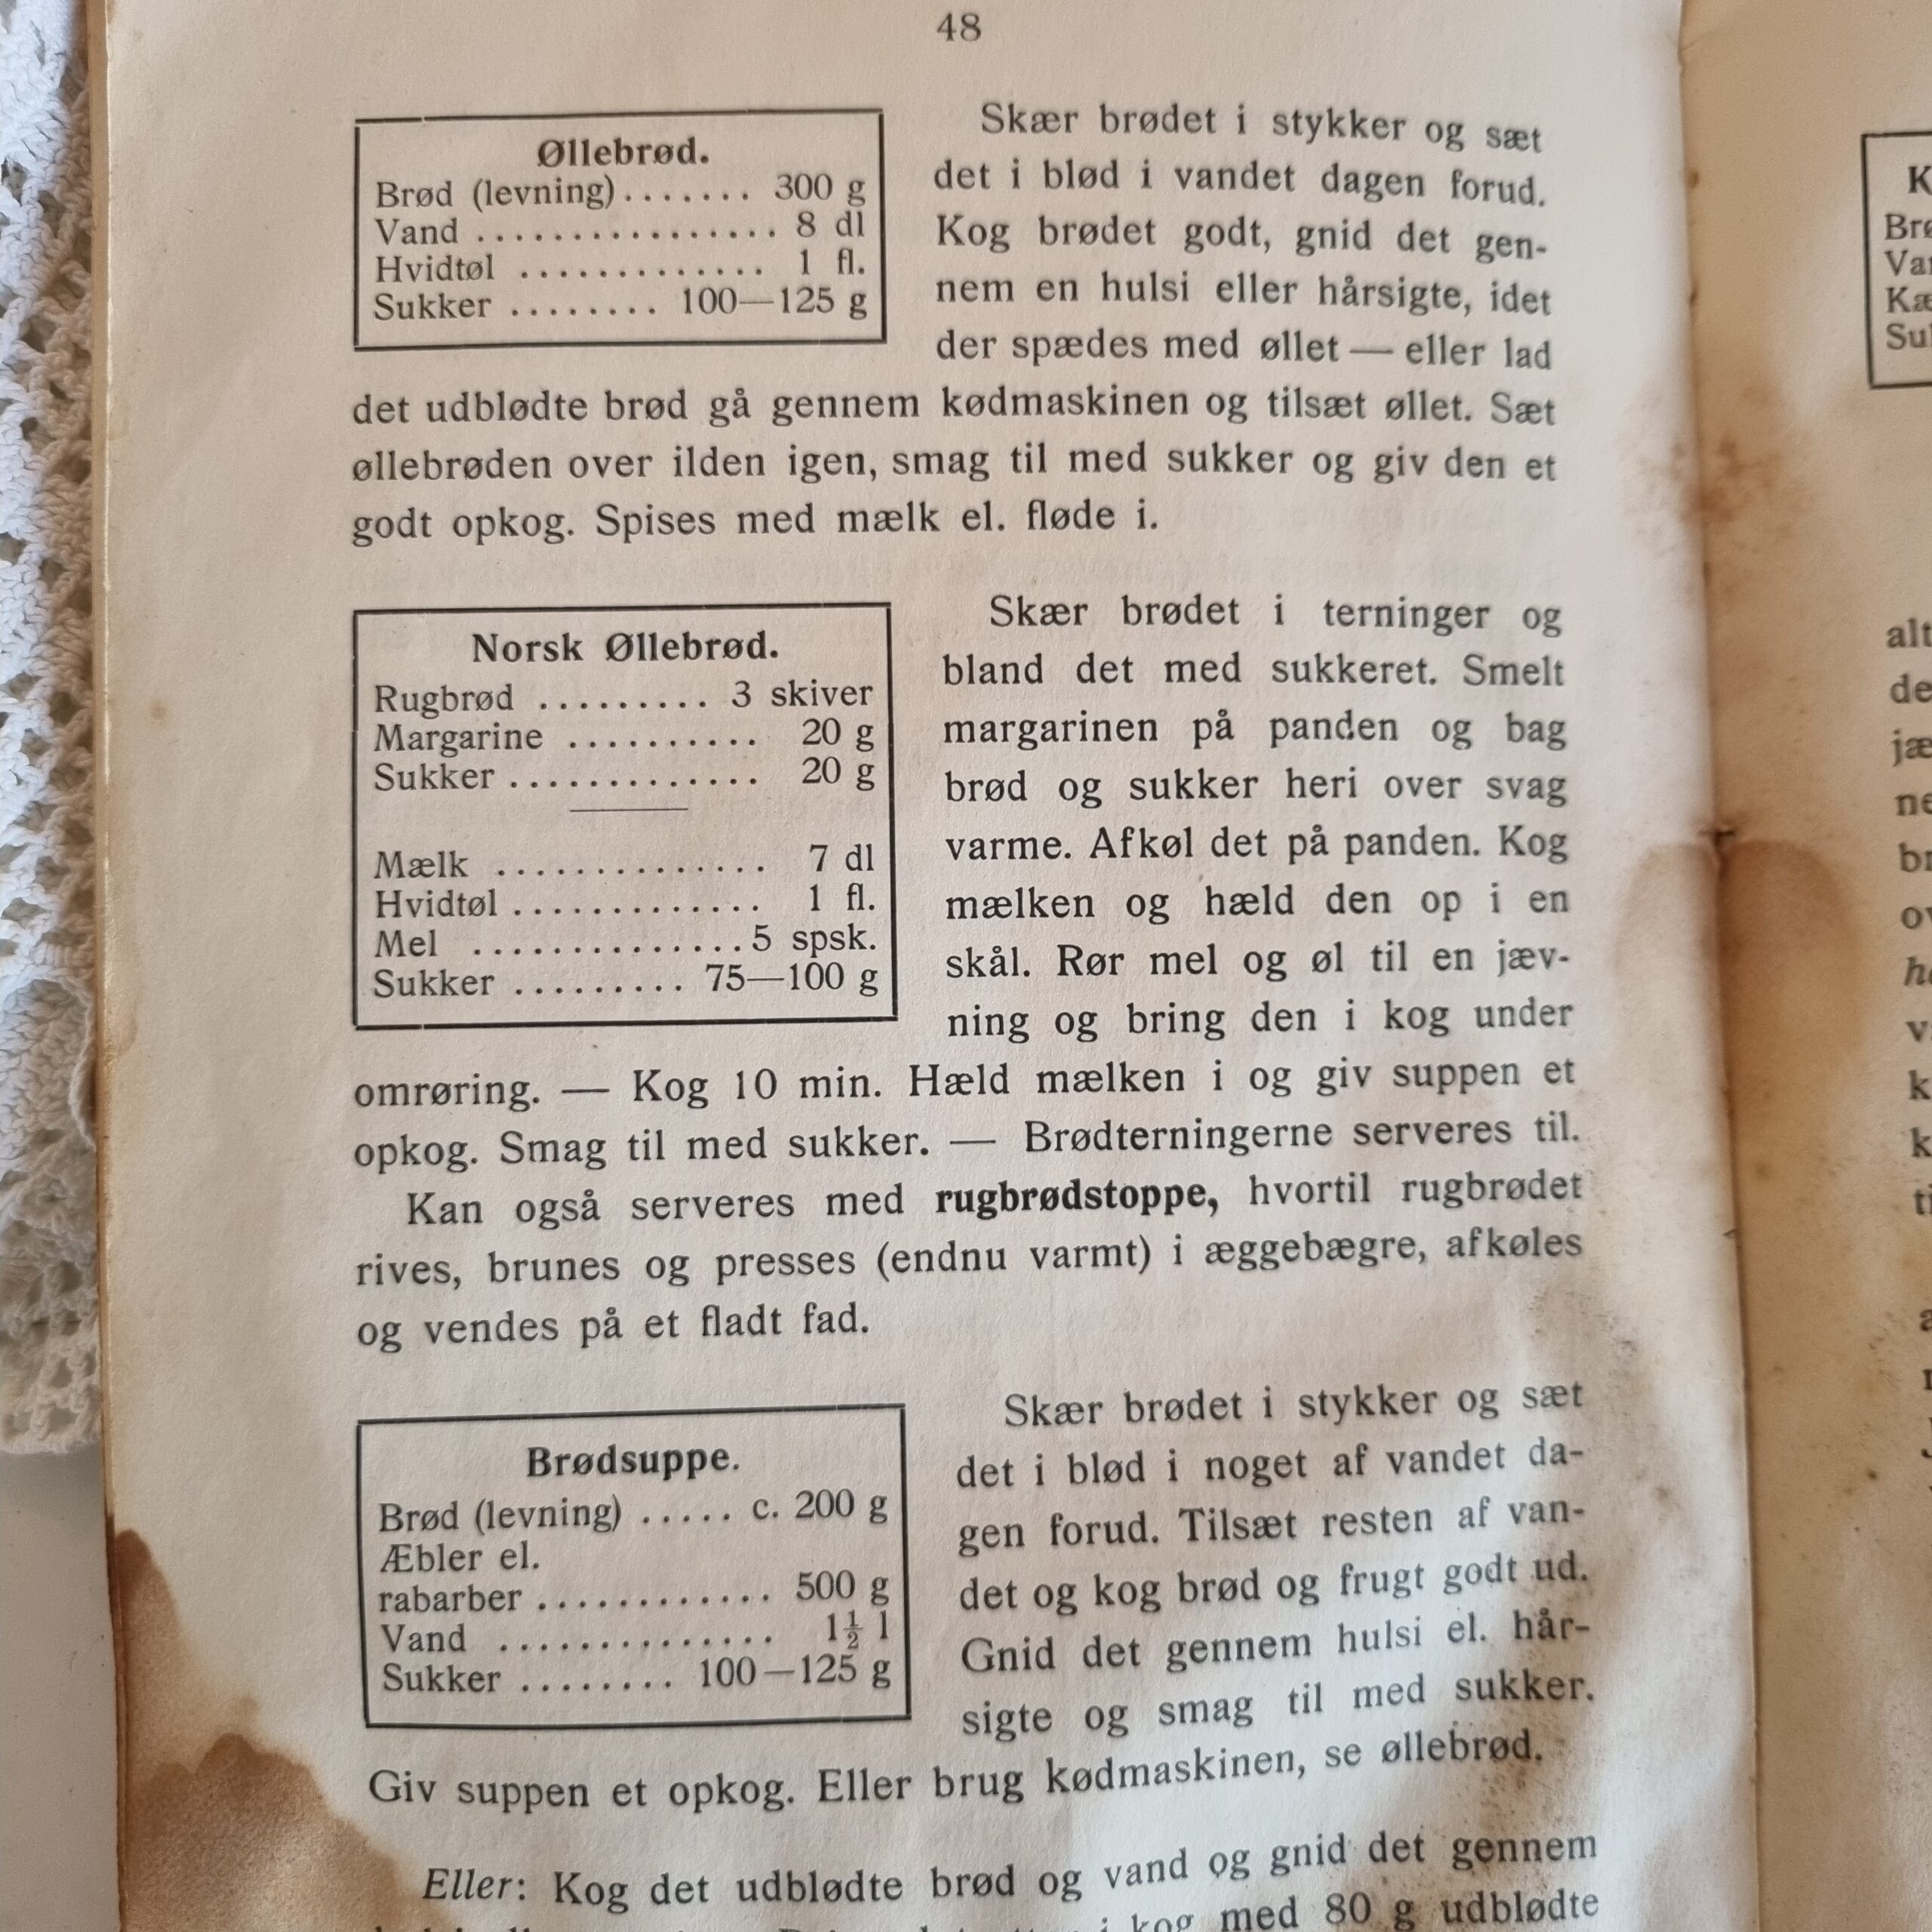 48
Øllebrød.
Brød (levning)....... 300 g
Vand ................ 8 dl
Hvidtøl ............. 1 fl.
Sukker ........ 100—125 g
Skær brødet i stykker og sæt
det i blød i vandet dagen forud.
Kog brødet godt, gnid det gen-
nem en hulsi eller hårsigte, idet
der spædes med øllet — eller lad
det udblødte brød gå gennem kødmaskinen og tilsæt øllet. Sæt
øllebrøden over ilden igen, smag til med sukker og giv den et
godt opkog. Spises med mælk el. fløde i.
Norsk Øllebrød.
Rugbrød ......... 3 skiver
Margarine .......... 20 g
Sukker ............. 20 g
Mælk .............. 7 dl
Hvidtøl ............. 1 fl.
Mel .............. 5 spsk.
Sukker ......... 75—100 g
Skær brødet i terninger og
bland det med sukkeret. Smelt
margarinen på panden og bag
brød og sukker heri over svag
varme. Afkøl det på panden. Kog
mælken og hæld den op i en
skål. Rør mel og øl til en jæv-
ning og bring den i kog under
omrøring. — Kog 10 min. Hæld mælken i og giv suppen et
opkog. Smag til med sukker. — Brødterningerne serveres til.
Kan også serveres med rugbrødstoppe, hvortil rugbrødet
rives, brunes og presses (endnu varmt) i æggebægre, afkøles
og vendes på et fladt fad.
Brødsuppe.
Brød (levning) ..... c. 200 g
Æbler el.
rabarber ............ 500 g
Vand .............. 1½ l
Sukker ........ 100—125 g
Skær brødet i stykker og sæt
det i blød i noget af vandet da-
gen forud. Tilsæt resten af van-
det og kog brød og frugt godt ud.
Gnid det gennem hulsi el. hår-
sigte og smag til med sukker.
Giv suppen et opkog. Eller brug kødmaskinen, se øllebrød.
Eller: Kog det udblødte brød og vand og gnid det gennem
i kog med 80 g udblødte